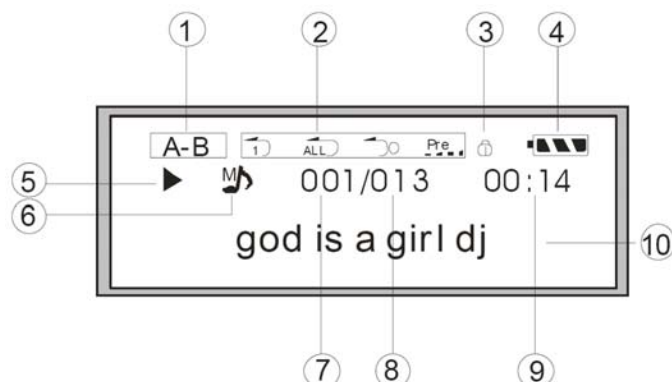 1 2 3 4
A-B 1 ALL Pre
5 M 001/013 00:14
6
god is a girl dj 10
7 8 9